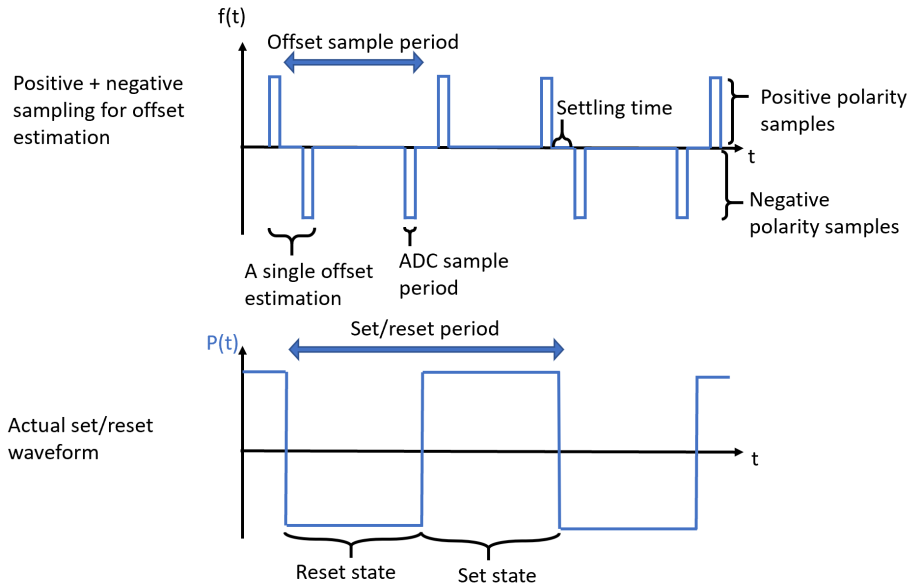 f(t)
Offset sample period
Positive + negative
sampling for offset
estimation
Settling time
Positive polarity
samples
t
Negative
polarity samples
A single offset
estimation
ADC sample
period
Set/reset period
P(t)
Actual set/reset
waveform
t
Reset state
Set state